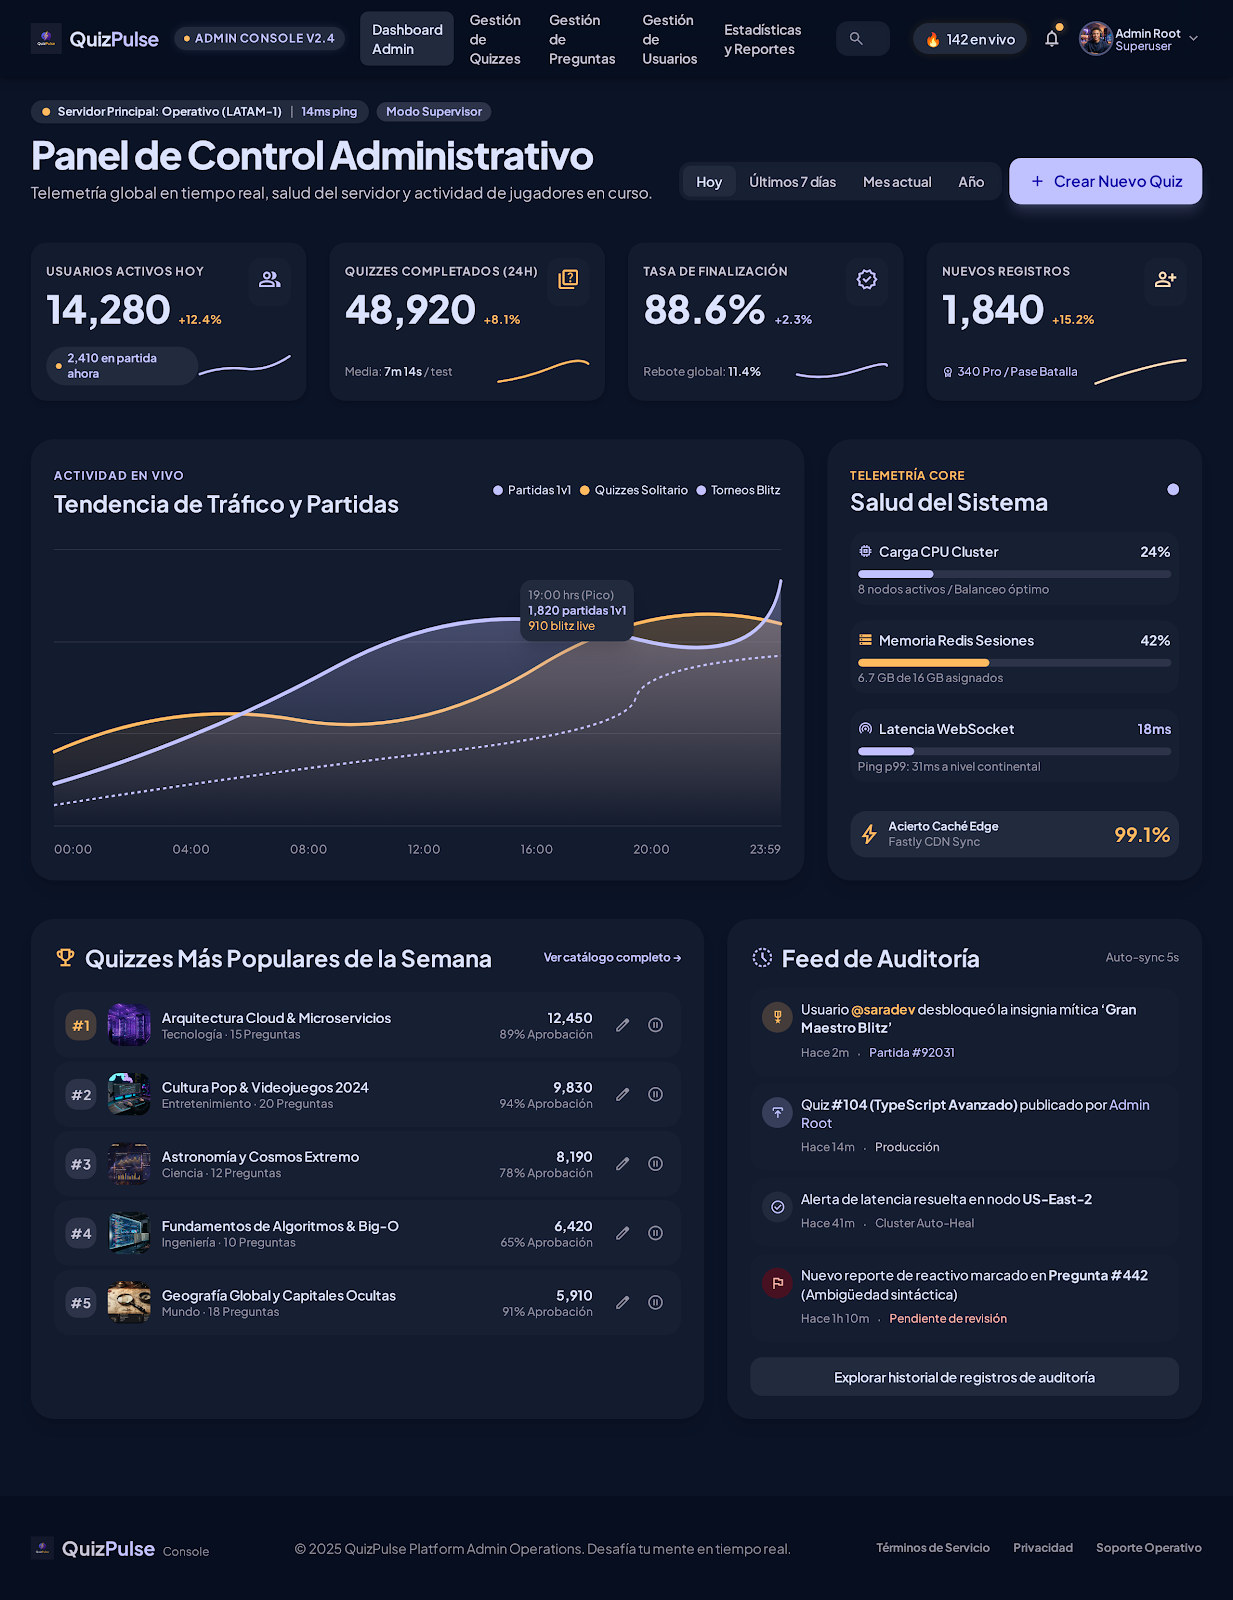 QuizPulse
ADMIN CONSOLE V2.4
Dashboard
Admin
Gestión
de
Quizzes
Gestión
de
Preguntas
Gestión
de
Usuarios
Estadísticas
y Reportes
🔥 142 en vivo
Admin Root
Superuser
Servidor Principal: Operativo (LATAM-1) | 14ms ping
Modo Supervisor
Panel de Control Administrativo
Telemetría global en tiempo real, salud del servidor y actividad de jugadores en curso.
Hoy
Últimos 7 días
Mes actual
Año
+ Crear Nuevo Quiz
USUARIOS ACTIVOS HOY
14,280 +12.4%
2,410 en partida
ahora
QUIZZES COMPLETADOS (24H)
48,920 +8.1%
Media: 7m 14s / test
TASA DE FINALIZACIÓN
88.6% +2.3%
Rebote global: 11.4%
NUEVOS REGISTROS
1,840 +15.2%
340 Pro / Pase Batalla
ACTIVIDAD EN VIVO
Tendencia de Tráfico y Partidas
Partidas 1v1
Quizzes Solitario
Torneos Blitz
19:00 hrs (Pico)
1,820 partidas 1v1
910 blitz live
00:00
04:00
08:00
12:00
16:00
20:00
23:59
TELEMETRÍA CORE
Salud del Sistema
Carga CPU Cluster 24%
8 nodos activos / Balanceo óptimo
Memoria Redis Sesiones 42%
6.7 GB de 16 GB asignados
Latencia WebSocket 18ms
Ping p99: 31ms a nivel continental
Acierto Caché Edge
Fastly CDN Sync
99.1%
Quizzes Más Populares de la Semana
Ver catálogo completo →
#1
Arquitectura Cloud & Microservicios
Tecnología · 15 Preguntas
12,450
89% Aprobación
#2
Cultura Pop & Videojuegos 2024
Entretenimiento · 20 Preguntas
9,830
94% Aprobación
#3
Astronomía y Cosmos Extremo
Ciencia · 12 Preguntas
8,190
78% Aprobación
#4
Fundamentos de Algoritmos & Big-O
Ingeniería · 10 Preguntas
6,420
65% Aprobación
#5
Geografía Global y Capitales Ocultas
Mundo · 18 Preguntas
5,910
91% Aprobación
Feed de Auditoría
Auto-sync 5s
Usuario @saradev desbloqueó la insignia mítica ‘Gran
Maestro Blitz’
Hace 2m · Partida #92031
Quiz #104 (TypeScript Avanzado) publicado por Admin
Root
Hace 14m · Producción
Alerta de latencia resuelta en nodo US-East-2
Hace 41m · Cluster Auto-Heal
Nuevo reporte de reactivo marcado en Pregunta #442
(Ambigüedad sintáctica)
Hace 1h 10m · Pendiente de revisión
Explorar historial de registros de auditoría
QuizPulse Console
© 2025 QuizPulse Platform Admin Operations. Desafía tu mente en tiempo real.
Términos de Servicio
Privacidad
Soporte Operativo